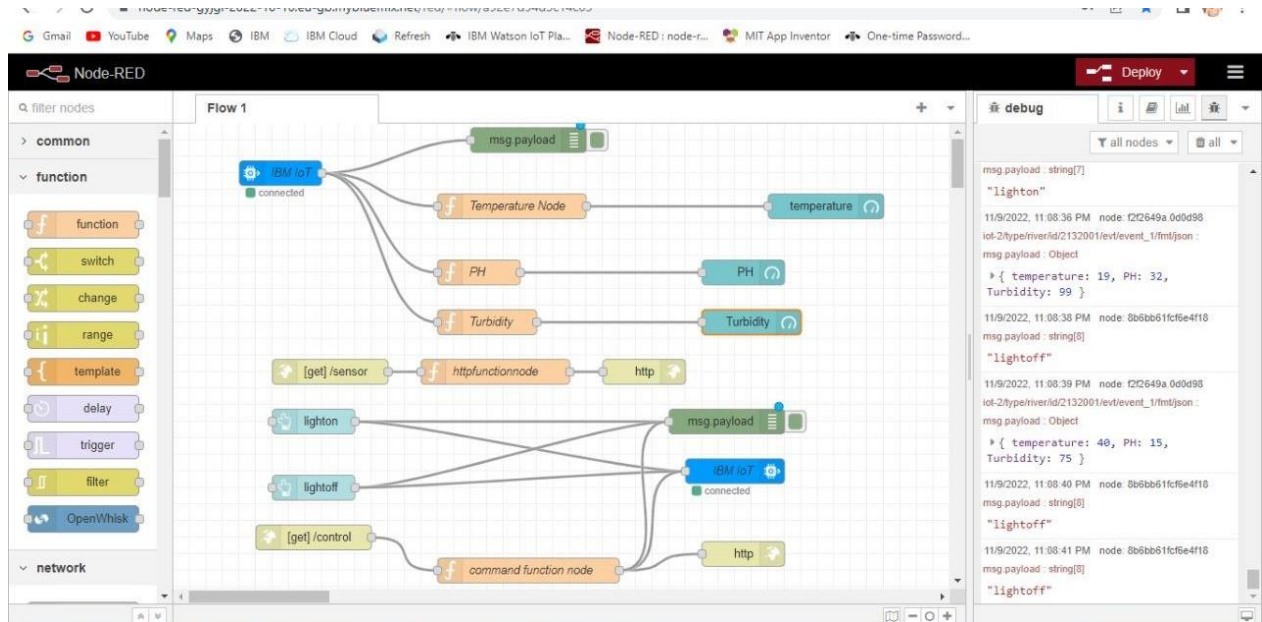 Gmail YouTube Maps IBM IBM Cloud Refresh IBM Watson IoT Pla... Node-RED : node-r... MIT App Inventor One-time Password...
Node-RED
Deploy
filter nodes
common
function
function
switch
change
range
template
delay
trigger
filter
OpenWhisk
network
Flow 1
msg.payload
IBM IoT
connected
Temperature Node
temperature
PH
PH
Turbidity
Turbidity
[get] /sensor
httpfunctionnode
http
lighton
msg.payload
IBM IoT
connected
lightoff
[get] /control
http
command function node
debug
i
all nodes
all
msg.payload : string[7]
"lighton"
11/9/2022, 11:08:36 PM node: f2f2649a.0d0d98
iot-2/type/river/id/2132001/evt/event_1/fmt/json :
msg.payload : Object
{ temperature: 19, PH: 32,
Turbidity: 99 }
11/9/2022, 11:08:38 PM node: 8b6bb61fcf6e4f18
msg.payload : string[8]
"lightoff"
11/9/2022, 11:08:39 PM node: f2f2649a.0d0d98
iot-2/type/river/id/2132001/evt/event_1/fmt/json :
msg.payload : Object
{ temperature: 40, PH: 15,
Turbidity: 75 }
11/9/2022, 11:08:40 PM node: 8b6bb61fcf6e4f18
msg.payload : string[8]
"lightoff"
11/9/2022, 11:08:41 PM node: 8b6bb61fcf6e4f18
msg.payload : string[8]
"lightoff"